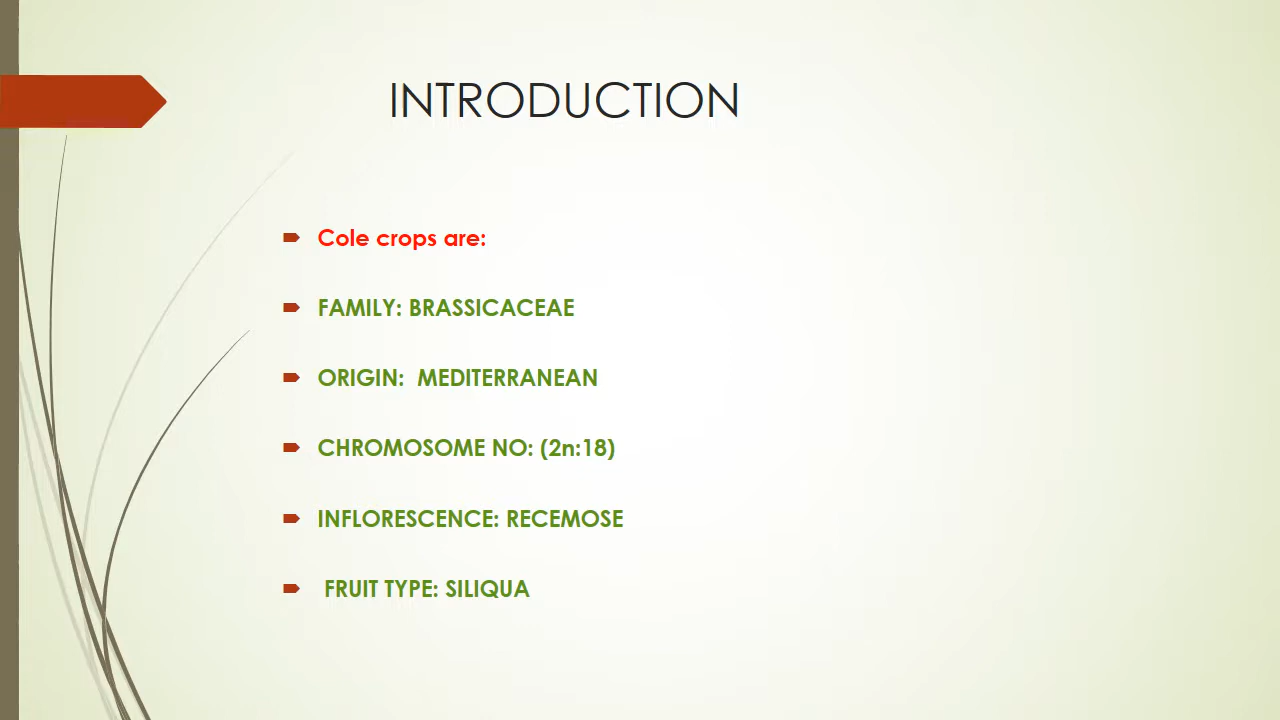 INTRODUCTION
Cole crops are:
FAMILY: BRASSICACEAE
ORIGIN:  MEDITERRANEAN
CHROMOSOME NO: (2n:18)
INFLORESCENCE: RECEMOSE
FRUIT TYPE: SILIQUA